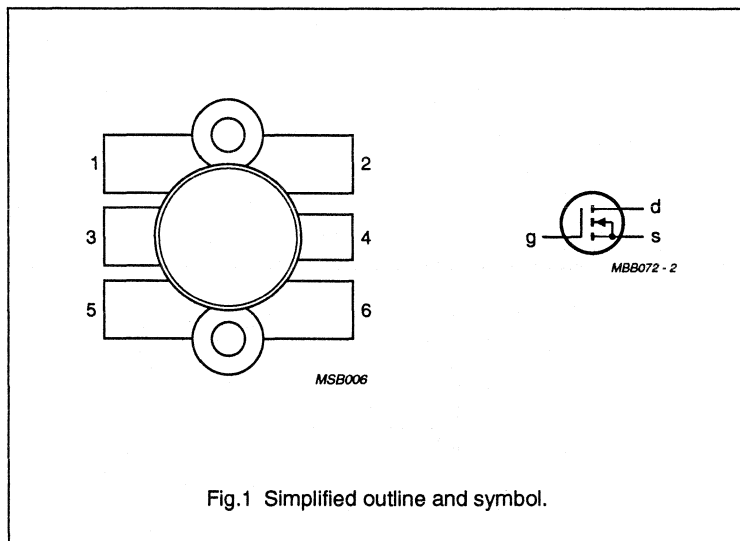 1
2
3
4
5
6
MSB006
g
d
s
MBB072 - 2
Fig.1 Simplified outline and symbol.